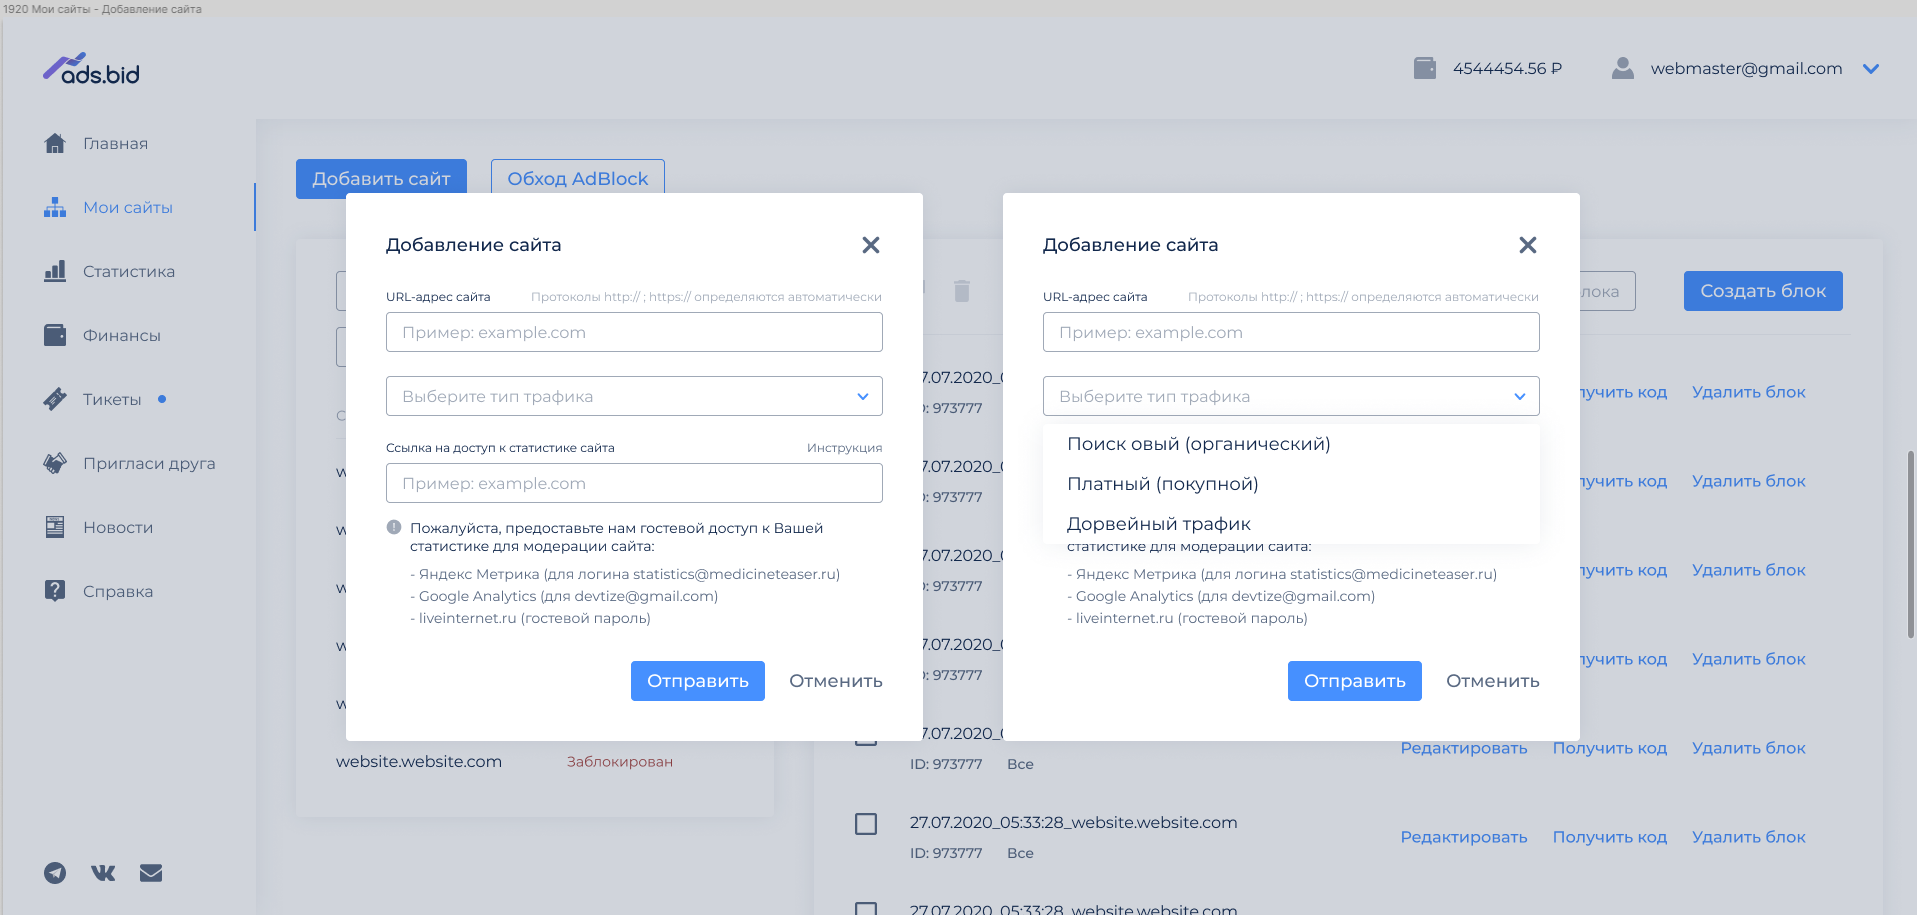 1920 Мои сайты - Добавление сайта
ads.bid
4544454.56 ₽
webmaster@gmail.com
Главная
Мои сайты
Статистика
Финансы
Тикеты
Пригласи друга
Новости
Справка
Добавить сайт
Обход AdBlock
Добавление сайта
URL-адрес сайта Протоколы http:// ; https:// определяются автоматически
Пример: example.com
Выберите тип трафика
Ссылка на доступ к статистике сайта Инструкция
Пример: example.com
Пожалуйста, предоставьте нам гостевой доступ к Вашей
статистике для модерации сайта:
- Яндекс Метрика (для логина statistics@medicineteaser.ru)
- Google Analytics (для devtize@gmail.com)
- liveinternet.ru (гостевой пароль)
Отправить Отменить
website.website.com Заблокирован
Добавление сайта
URL-адрес сайта Протоколы http:// ; https:// определяются автоматически
Пример: example.com
Выберите тип трафика
Поиск овый (органический)
Платный (покупной)
Дорвейный трафик
статистике для модерации сайта:
- Яндекс Метрика (для логина statistics@medicineteaser.ru)
- Google Analytics (для devtize@gmail.com)
- liveinternet.ru (гостевой пароль)
Отправить Отменить
Создать блок
7.07.2020_
: 973777
лучить код Удалить блок
7.07.2020_
: 973777
лучить код Удалить блок
7.07.2020_
: 973777
лучить код Удалить блок
7.07.2020_
: 973777
лучить код Удалить блок
7.07.2020_
ID: 973777 Все
Редактировать Получить код Удалить блок
27.07.2020_05:33:28_website.website.com
ID: 973777 Все
Редактировать Получить код Удалить блок
27.07.2020_05:33:28_website.website.com